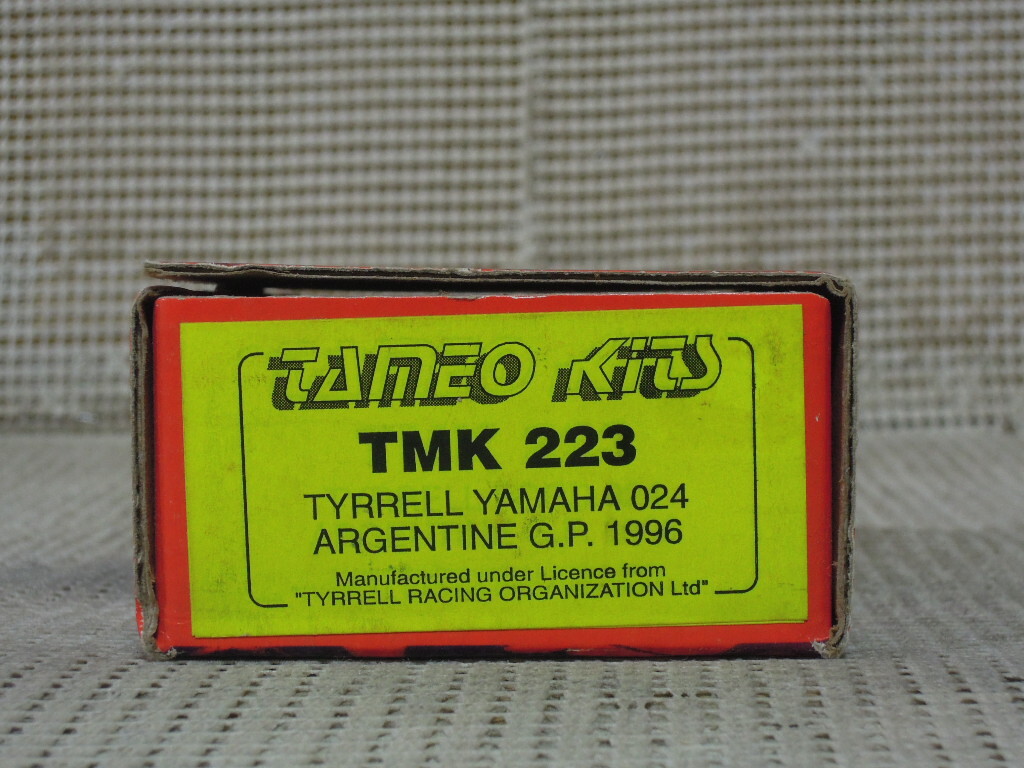 TAMEO KiTS
TMK 223
TYRRELL YAMAHA 024
ARGENTINE G.P. 1996
Manufactured under Licence from
"TYRRELL RACING ORGANIZATION Ltd"